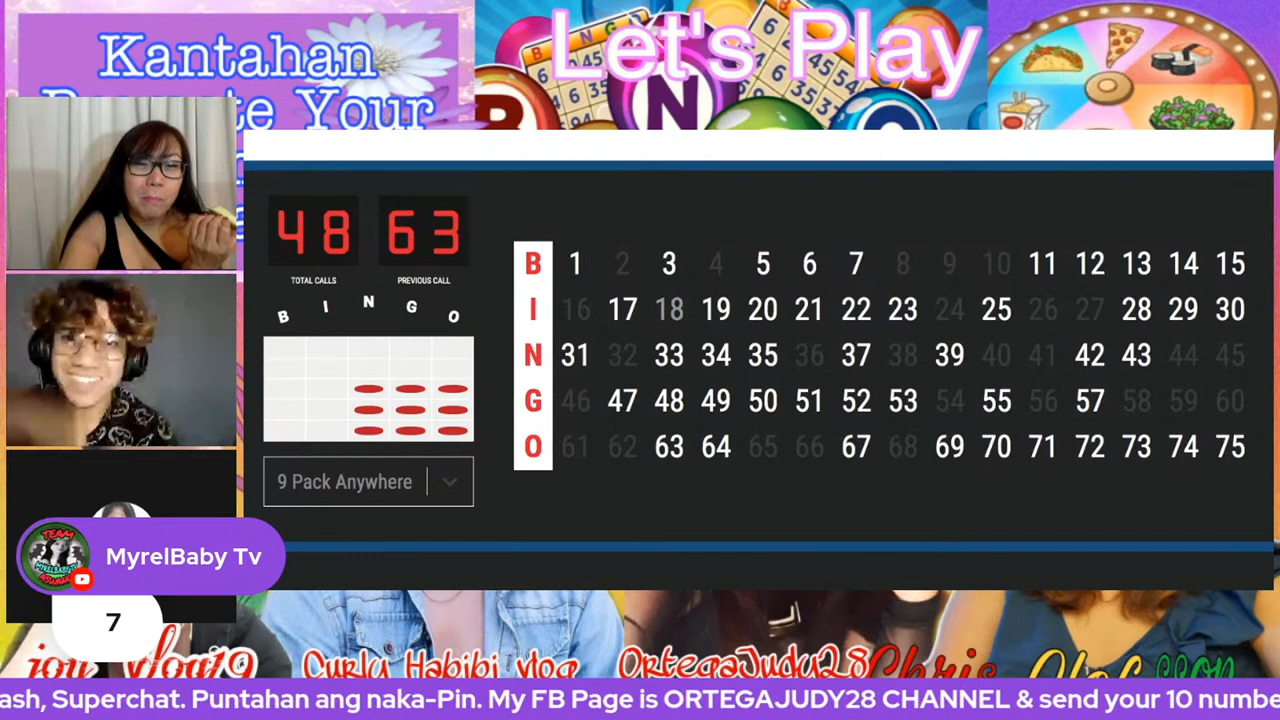 Kantahan
te Your
Let's Play
B N O
48 63
TOTAL CALLS PREVIOUS CALL
B I N G O
9 Pack Anywhere
B 1 2 3 4 5 6 7 8 9 10 11 12 13 14 15
I 16 17 18 19 20 21 22 23 24 25 26 27 28 29 30
N 31 32 33 34 35 36 37 38 39 40 41 42 43 44 45
G 46 47 48 49 50 51 52 53 54 55 56 57 58 59 60
O 61 62 63 64 65 66 67 68 69 70 71 72 73 74 75
TEAM
MyrelBaby Tv
7
Curly Habibi vlog
OrtegaJudy28
Chris
ash, Superchat. Puntahan ang naka-Pin. My FB Page is ORTEGAJUDY28 CHANNEL & send your 10 numbe